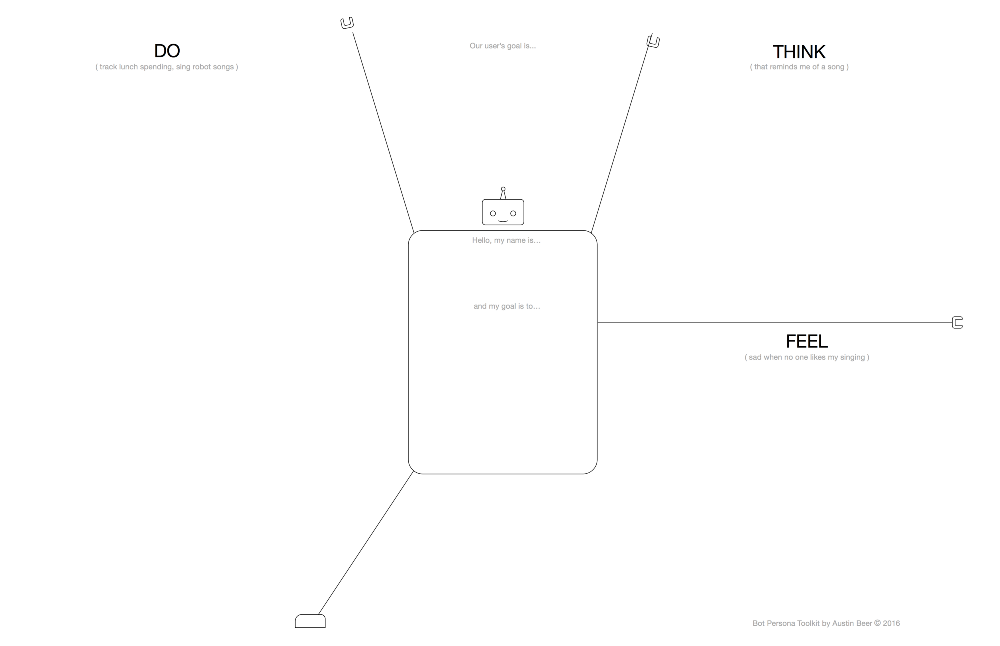 DO
( track lunch spending, sing robot songs )
Our user's goal is...
THINK
( that reminds me of a song )
Hello, my name is...
and my goal is to...
FEEL
( sad when no one likes my singing )
Bot Persona Toolkit by Austin Beer © 2016